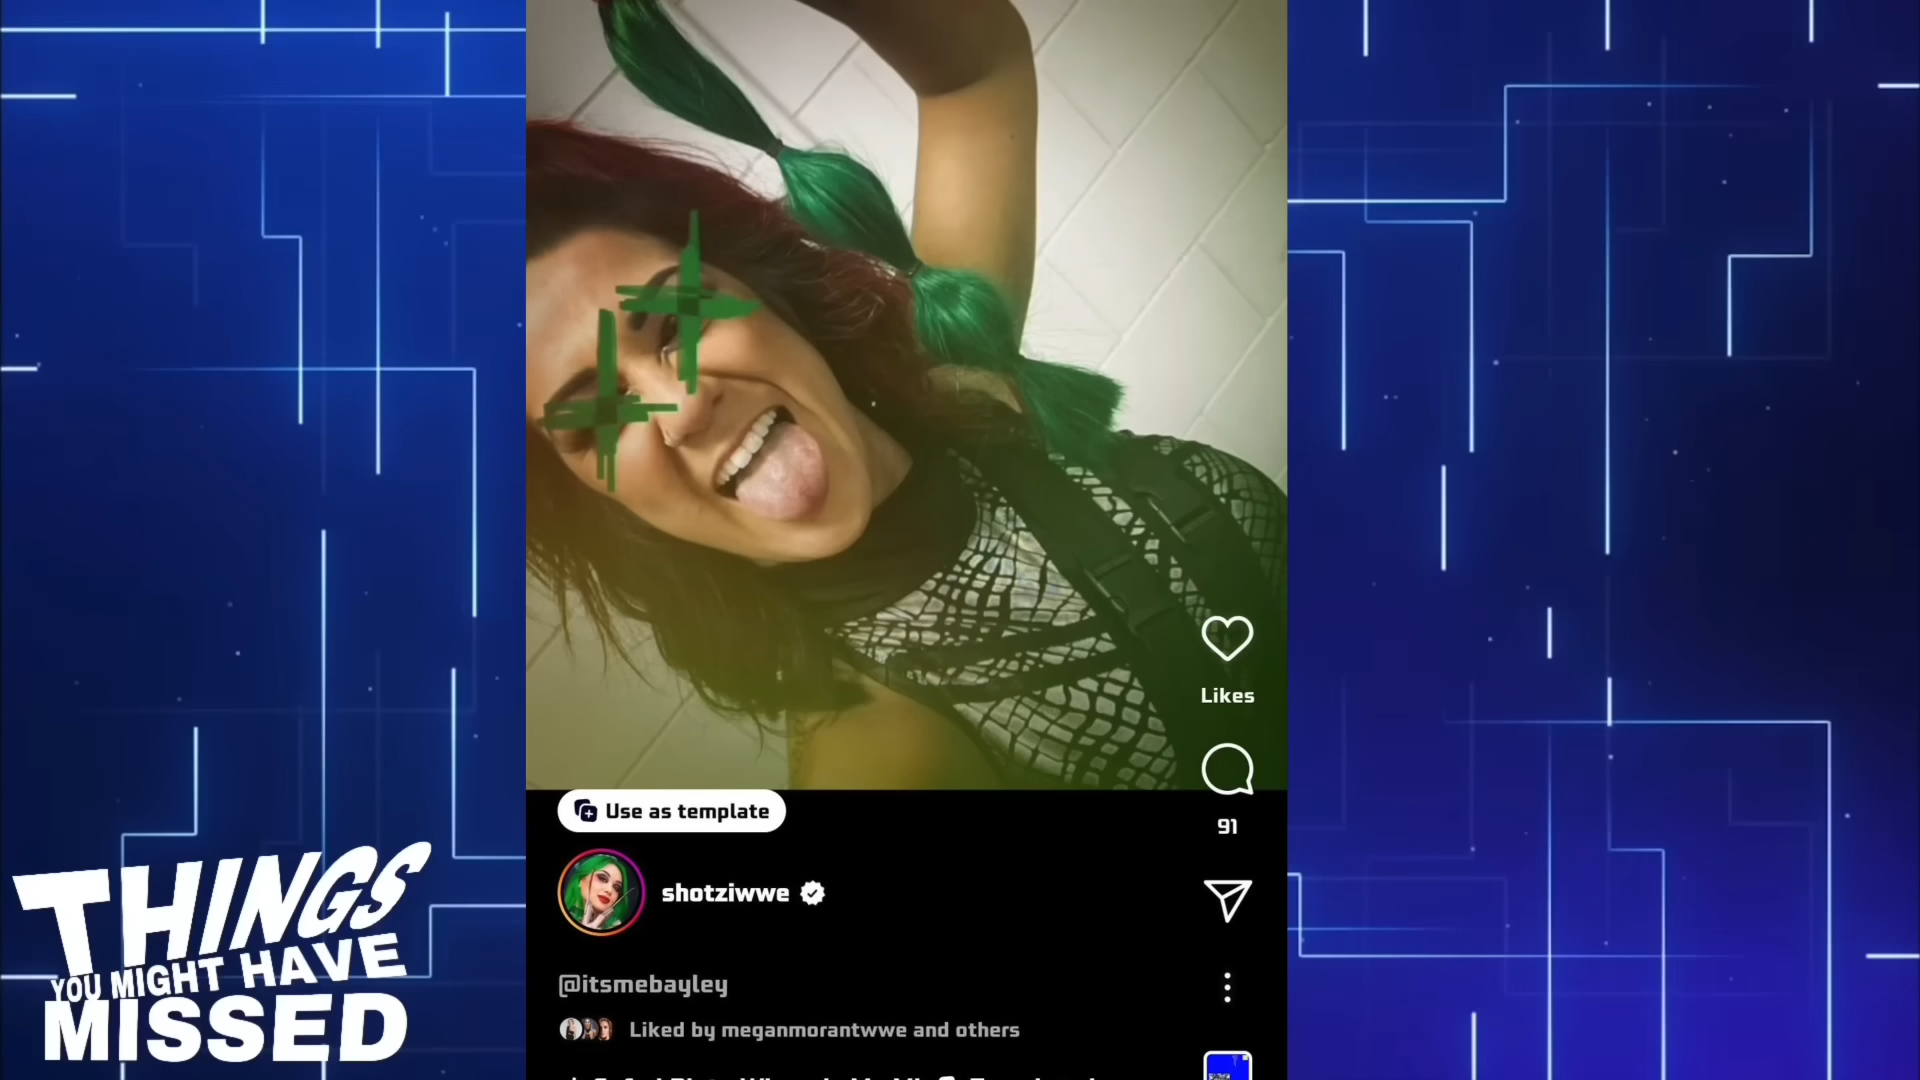 Likes
91
Use as template
shotziwwe
@itsmebayley
Liked by meganmorantwwe and others
THINGS
YOU MIGHT HAVE
MISSED